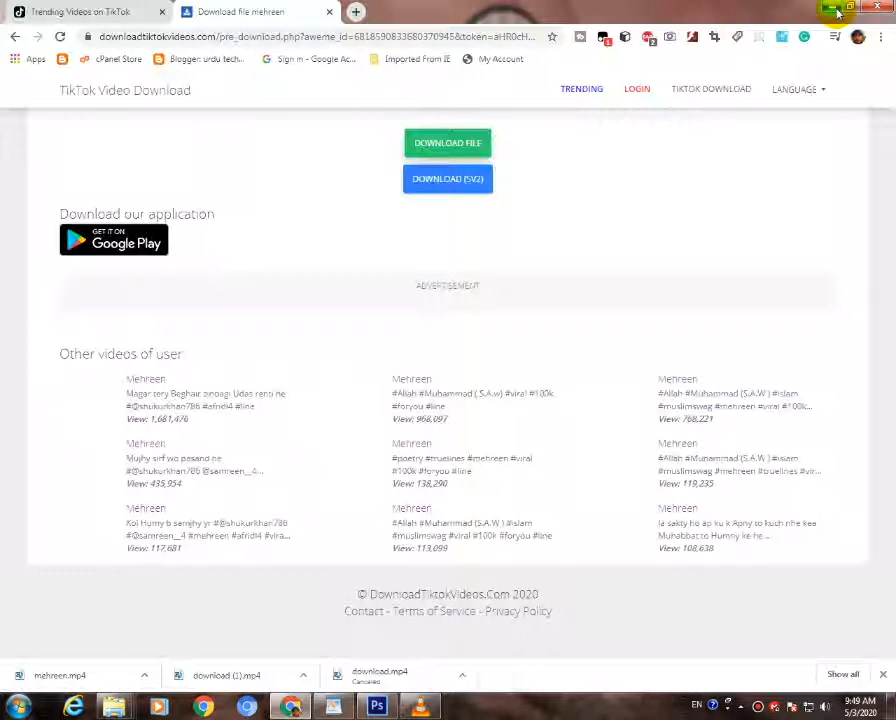 Trending Videos on TikTok
Download file mehreen
downloadtiktokvideos.com/pre_download.php?aweme_id=6818590833680370945&token=aHR0cH...
Apps
cPanel Store
Blogger: urdu tech...
Sign in - Google Ac...
Imported From IE
My Account
TikTok Video Download
TRENDING
LOGIN
TIKTOK DOWNLOAD
LANGUAGE
DOWNLOAD FILE
DOWNLOAD (SV2)
Download our application
GET IT ON
Google Play
ADVERTISEMENT
Other videos of user
Mehreen
Magar tery Beghair zindagi Udas renti he
#@shukurkhan786 #afridi4 #line
View: 1,681,476
Mehreen
#Allah #Muhammad ( S.A.w) #viral #100k
#foryou #line
View: 968,097
Mehreen
#Allah #Muhammad (S.A.W ) #islam
#muslimswag #mehreen #viral #100k...
View: 768,221
Mehreen
Mujhy sirf wo pasand he
#@shukurkhan786 @samreen__4...
View: 435,954
Mehreen
#poetry #truelines #mehreen #viral
#100k #foryou #line
View: 138,290
Mehreen
#Allah #Muhammad (S.A.W ) #islam
#muslimswag #mehreen #truelines #vir...
View: 119,235
Mehreen
Koi Humy b samjhy yr #@shukurkhan786
#@samreen__4 #mehreen #afridi4 #vira...
View: 117,681
Mehreen
#Allah #Muhammad (S.A.W ) #islam
#muslimswag #viral #100k #foryou #line
View: 113,099
Mehreen
Ja sakty ho ap ku k Apny to kuch nhe kea
Muhabbat to Humny ke he ..
View: 108,638
© DownloadTiktokVideos.Com 2020
Contact - Terms of Service - Privacy Policy
mehreen.mp4
download (1).mp4
download.mp4
Canceled
Show all
EN
9:49 AM
5/3/2020